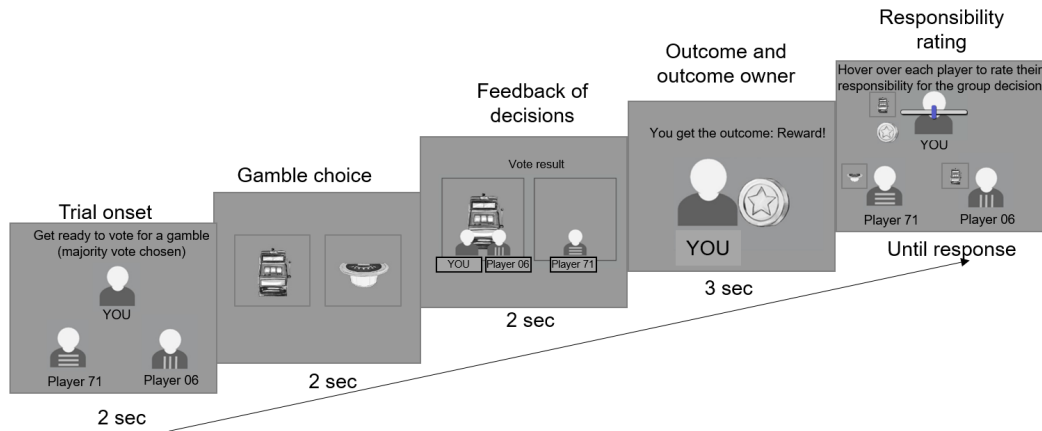 Trial onset
Get ready to vote for a gamble
(majority vote chosen)
YOU
Player 71
Player 06
2 sec
Gamble choice
2 sec
Feedback of
decisions
Vote result
YOU
Player 06
Player 71
2 sec
Outcome and
outcome owner
You get the outcome: Reward!
YOU
3 sec
Responsibility
rating
Hover over each player to rate their
responsibility for the group decision
YOU
Player 71
Player 06
Until response